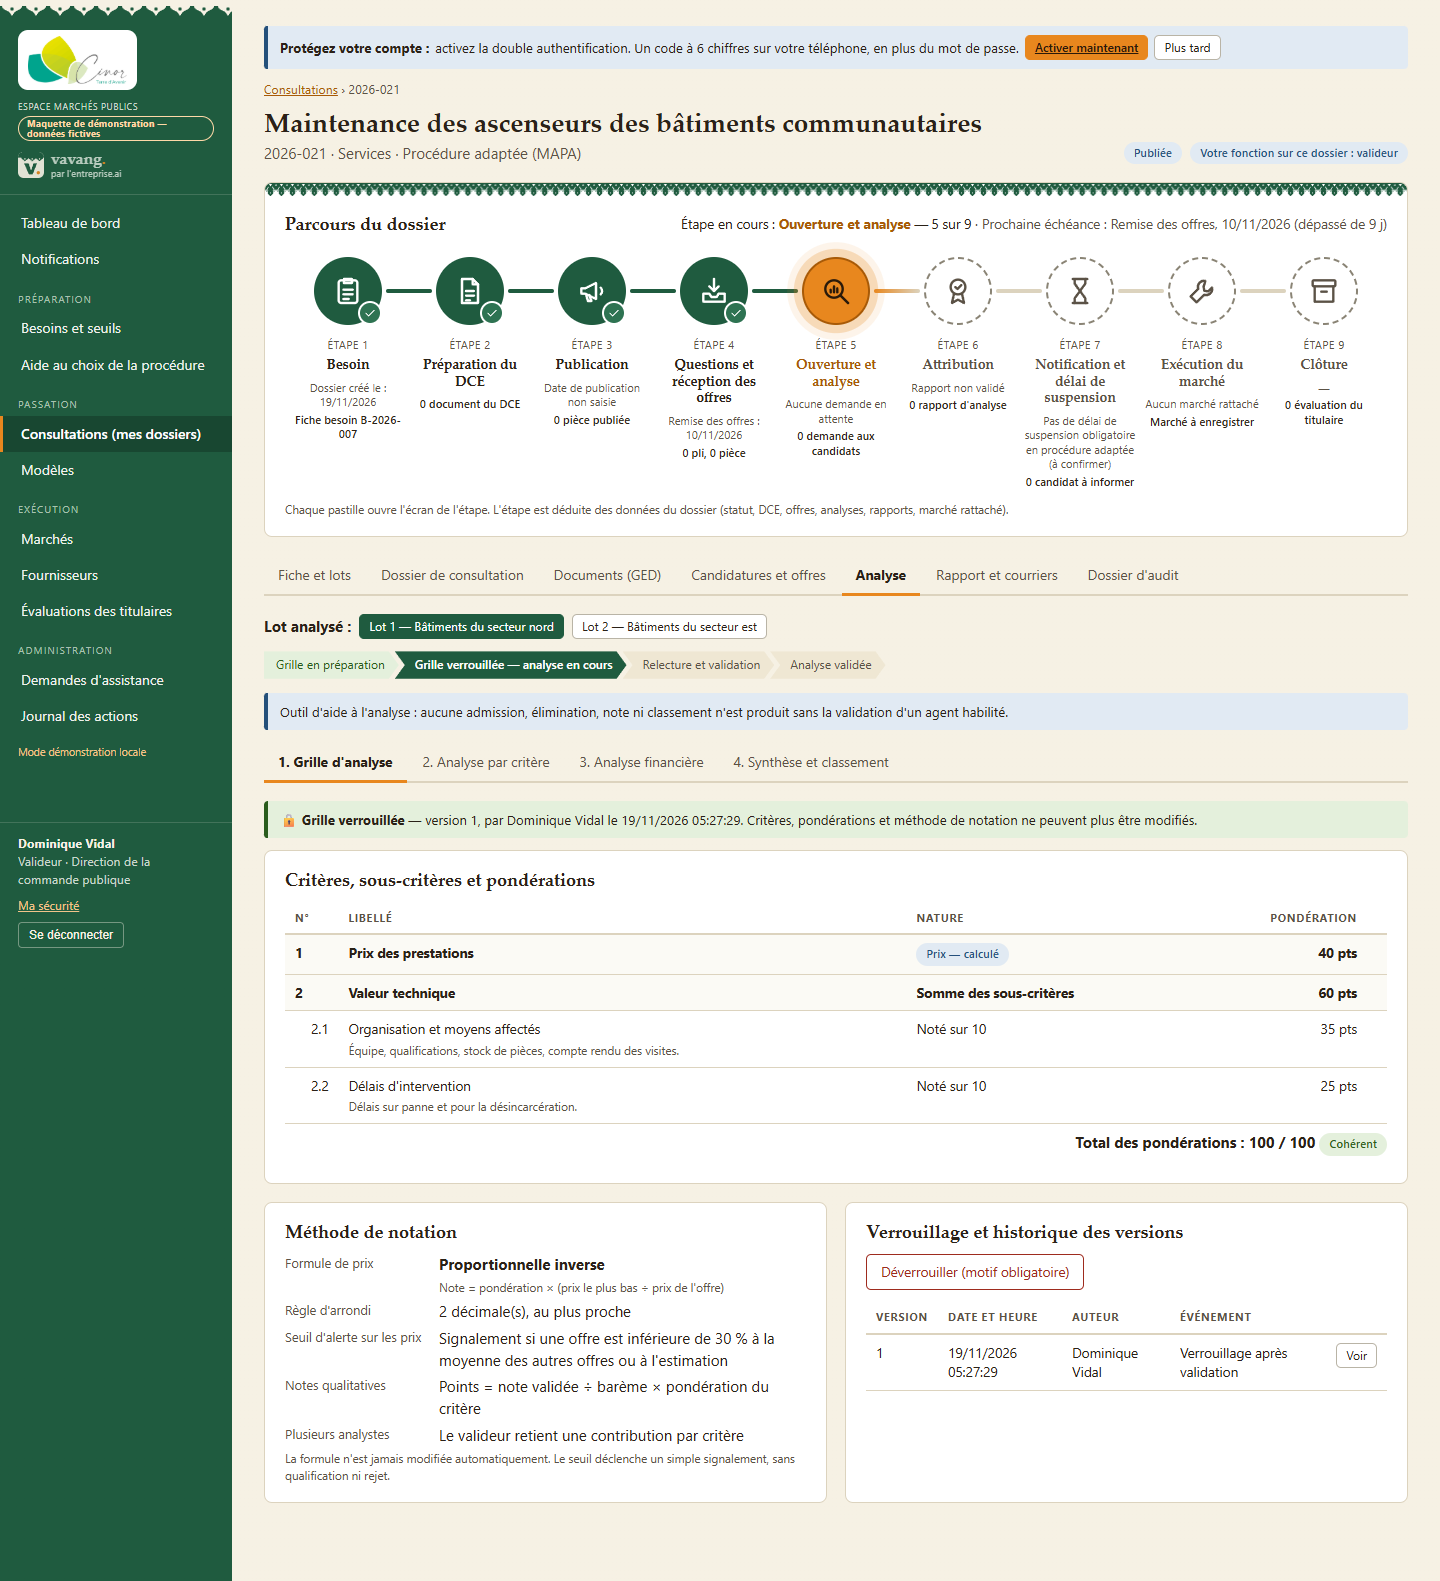 Cinor
Terre d'Avenir
ESPACE MARCHÉS PUBLICS
Maquette de démonstration —
données fictives
vavang.
par l'entreprise.ai
Tableau de bord
Notifications
PRÉPARATION
Besoins et seuils
Aide au choix de la procédure
PASSATION
Consultations (mes dossiers)
Modèles
EXÉCUTION
Marchés
Fournisseurs
Évaluations des titulaires
ADMINISTRATION
Demandes d'assistance
Journal des actions
Mode démonstration locale
Dominique Vidal
Valideur · Direction de la
commande publique
Ma sécurité
Se déconnecter
Protégez votre compte : activez la double authentification. Un code à 6 chiffres sur votre téléphone, en plus du mot de passe. Activer maintenant Plus tard
Consultations › 2026-021
Maintenance des ascenseurs des bâtiments communautaires
2026-021 · Services · Procédure adaptée (MAPA)
Publiée Votre fonction sur ce dossier : valideur
Parcours du dossier
Étape en cours : Ouverture et analyse — 5 sur 9 · Prochaine échéance : Remise des offres, 10/11/2026 (dépassé de 9 j)
ÉTAPE 1
Besoin
Dossier créé le :
19/11/2026
Fiche besoin B-2026-
007
ÉTAPE 2
Préparation du
DCE
0 document du DCE
ÉTAPE 3
Publication
Date de publication
non saisie
0 pièce publiée
ÉTAPE 4
Questions et
réception des
offres
Remise des offres :
10/11/2026
0 pli, 0 pièce
ÉTAPE 5
Ouverture et
analyse
Aucune demande en
attente
0 demande aux
candidats
ÉTAPE 6
Attribution
Rapport non validé
0 rapport d'analyse
ÉTAPE 7
Notification et
délai de
suspension
Pas de délai de
suspension obligatoire
en procédure adaptée
(à confirmer)
0 candidat à informer
ÉTAPE 8
Exécution du
marché
Aucun marché rattaché
Marché à enregistrer
ÉTAPE 9
Clôture
—
0 évaluation du
titulaire
Chaque pastille ouvre l'écran de l'étape. L'étape est déduite des données du dossier (statut, DCE, offres, analyses, rapports, marché rattaché).
Fiche et lots Dossier de consultation Documents (GED) Candidatures et offres Analyse Rapport et courriers Dossier d'audit
Lot analysé : Lot 1 — Bâtiments du secteur nord Lot 2 — Bâtiments du secteur est
Grille en préparation Grille verrouillée — analyse en cours Relecture et validation Analyse validée
Outil d'aide à l'analyse : aucune admission, élimination, note ni classement n'est produit sans la validation d'un agent habilité.
1. Grille d'analyse 2. Analyse par critère 3. Analyse financière 4. Synthèse et classement
Grille verrouillée — version 1, par Dominique Vidal le 19/11/2026 05:27:29. Critères, pondérations et méthode de notation ne peuvent plus être modifiés.
Critères, sous-critères et pondérations
N° LIBELLÉ NATURE PONDÉRATION
1 Prix des prestations Prix — calculé 40 pts
2 Valeur technique Somme des sous-critères 60 pts
2.1 Organisation et moyens affectés Noté sur 10 35 pts
Équipe, qualifications, stock de pièces, compte rendu des visites.
2.2 Délais d'intervention Noté sur 10 25 pts
Délais sur panne et pour la désincarcération.
Total des pondérations : 100 / 100 Cohérent
Méthode de notation
Formule de prix Proportionnelle inverse
Note = pondération × (prix le plus bas ÷ prix de l'offre)
Règle d'arrondi 2 décimale(s), au plus proche
Seuil d'alerte sur les prix Signalement si une offre est inférieure de 30 % à la
moyenne des autres offres ou à l'estimation
Notes qualitatives Points = note validée ÷ barème × pondération du
critère
Plusieurs analystes Le valideur retient une contribution par critère
La formule n'est jamais modifiée automatiquement. Le seuil déclenche un simple signalement, sans
qualification ni rejet.
Verrouillage et historique des versions
Déverrouiller (motif obligatoire)
VERSION DATE ET HEURE AUTEUR ÉVÉNEMENT
1 19/11/2026 Dominique Verrouillage après Voir
05:27:29 Vidal validation